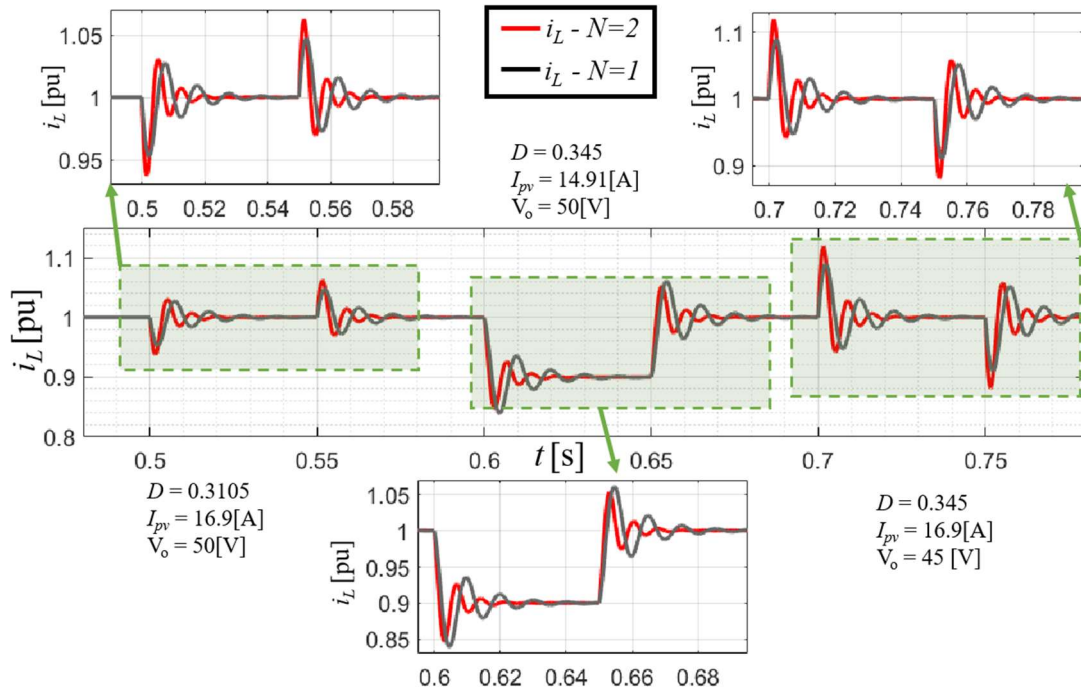 1.05
1
0.95
i_L [pu]
0.5 0.52 0.54 0.56 0.58
i_L - N=2
i_L - N=1
1.1
1
0.9
i_L [pu]
0.7 0.72 0.74 0.76 0.78
D = 0.345
I_pv = 14.91[A]
V_o = 50[V]
1.1
1
0.9
0.8
i_L [pu]
0.5 0.55 0.6 0.65 0.7 0.75
t [s]
D = 0.3105
I_pv = 16.9[A]
V_o = 50[V]
1.05
1
0.95
0.9
0.85
i_L [pu]
0.6 0.62 0.64 0.66 0.68
D = 0.345
I_pv = 16.9[A]
V_o = 45 [V]